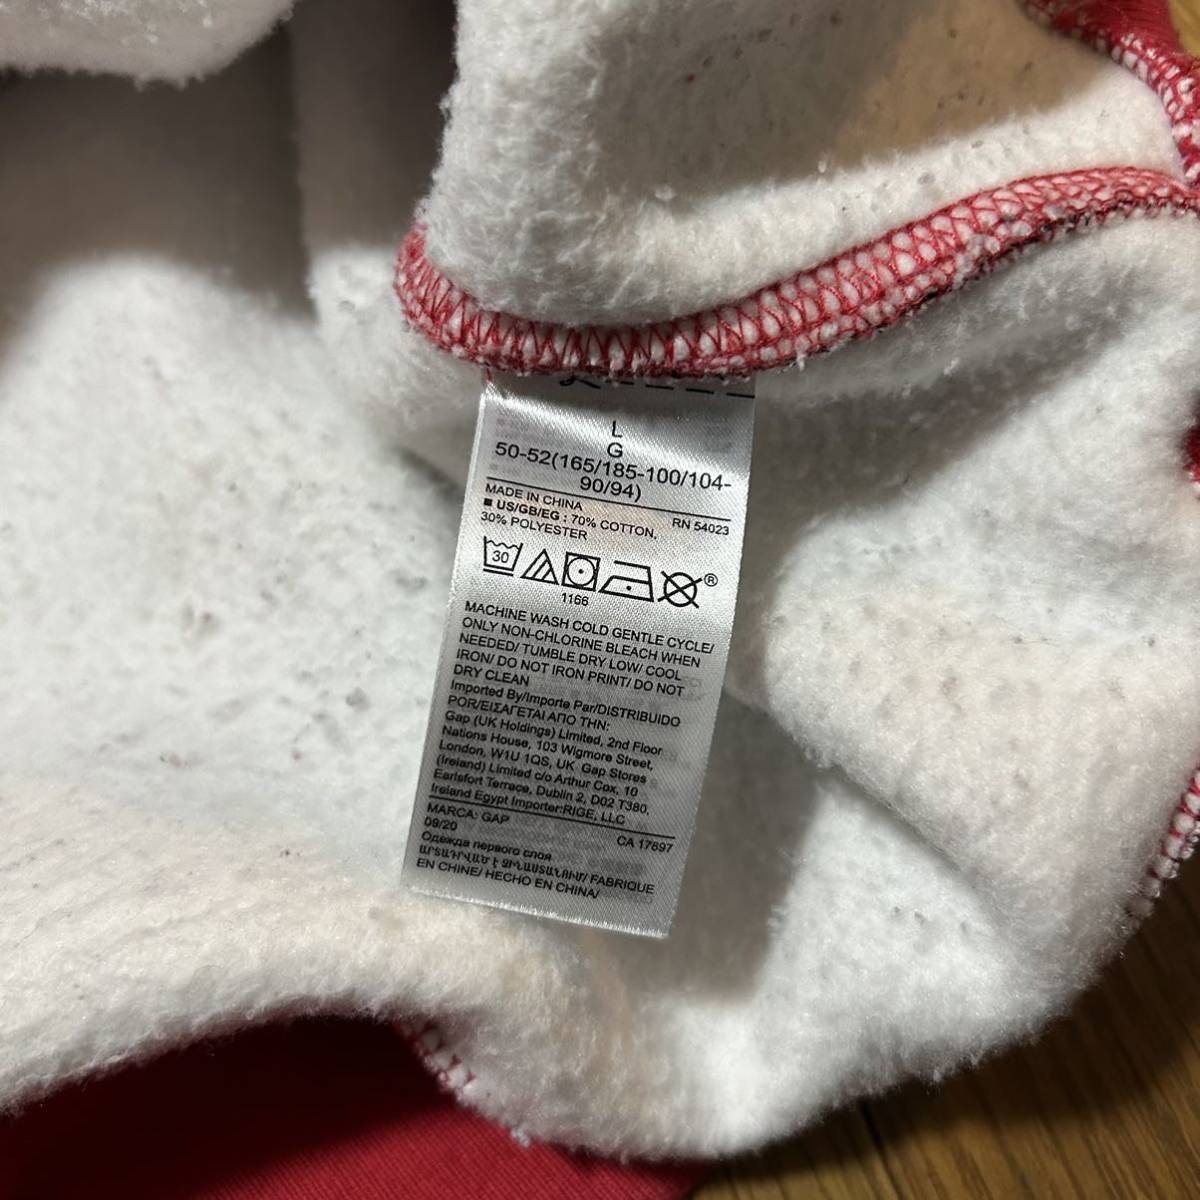 L
G
50-52(165/185-100/104-
90/94)
MADE IN CHINA
RN 54023
■ US/GB/EG : 70% COTTON,
30% POLYESTER
30
®
1166
MACHINE WASH COLD GENTLE CYCLE/
ONLY NON-CHLORINE BLEACH WHEN
NEEDED/ TUMBLE DRY LOW/ COOL
IRON/ DO NOT IRON PRINT/ DO NOT
DRY CLEAN
Imported By/Importe Par/DISTRIBUIDO
POR/ΕΙΣΑΓΕΤΑΙ ΑΠΟ ΤΗΝ:
Gap (UK Holdings) Limited, 2nd Floor
Nations House, 103 Wigmore Street,
London, W1U 1QS, UK Gap Stores
(Ireland) Limited c/o Arthur Cox, 10
Earlsfort Terrace, Dublin 2, D02 T380,
Ireland Egypt Importer:RIGE, LLC
MARCA: GAP
CA 17897
09/20
Одежда первого слоя
ԱՐՏԱԴՐՎԱԾ Է ՉԻՆԱՍՏԱՆՈՒՄ/ FABRIQUE
EN CHINE/ HECHO EN CHINA/